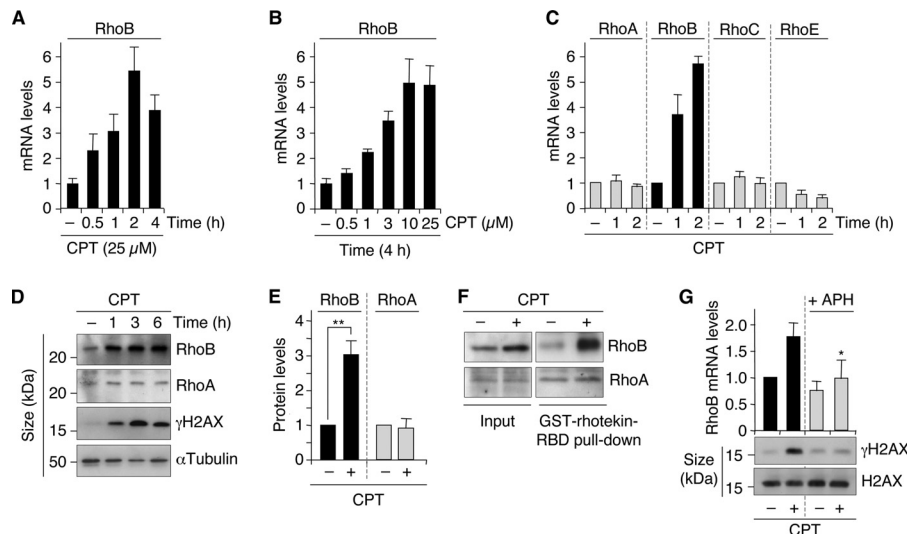 A
RhoB
mRNA levels
6
5
4
3
2
1
0
– 0.5 1 2 4 Time (h)
CPT (25 µM)
B
RhoB
mRNA levels
6
5
4
3
2
1
0
– 0.5 1 3 10 25 CPT (µM)
Time (4 h)
C
RhoA RhoB RhoC RhoE
mRNA levels
6
5
4
3
2
1
0
– 1 2 – 1 2 – 1 2 – 1 2 Time (h)
CPT
D
CPT
– 1 3 6 Time (h)
Size (kDa)
20 RhoB
20 RhoA
15 γH2AX
50 αTubulin
E
RhoB RhoA
Protein levels
4
3
2
1
0
**
– + – +
CPT
F
CPT
– + – +
RhoB
RhoA
Input
GST-rhotekin-
RBD pull-down
G
+ APH
RhoB mRNA levels
2.0
1.5
1.0
0.5
0.0
*
Size
(kDa)
15 γH2AX
15 H2AX
– + – +
CPT